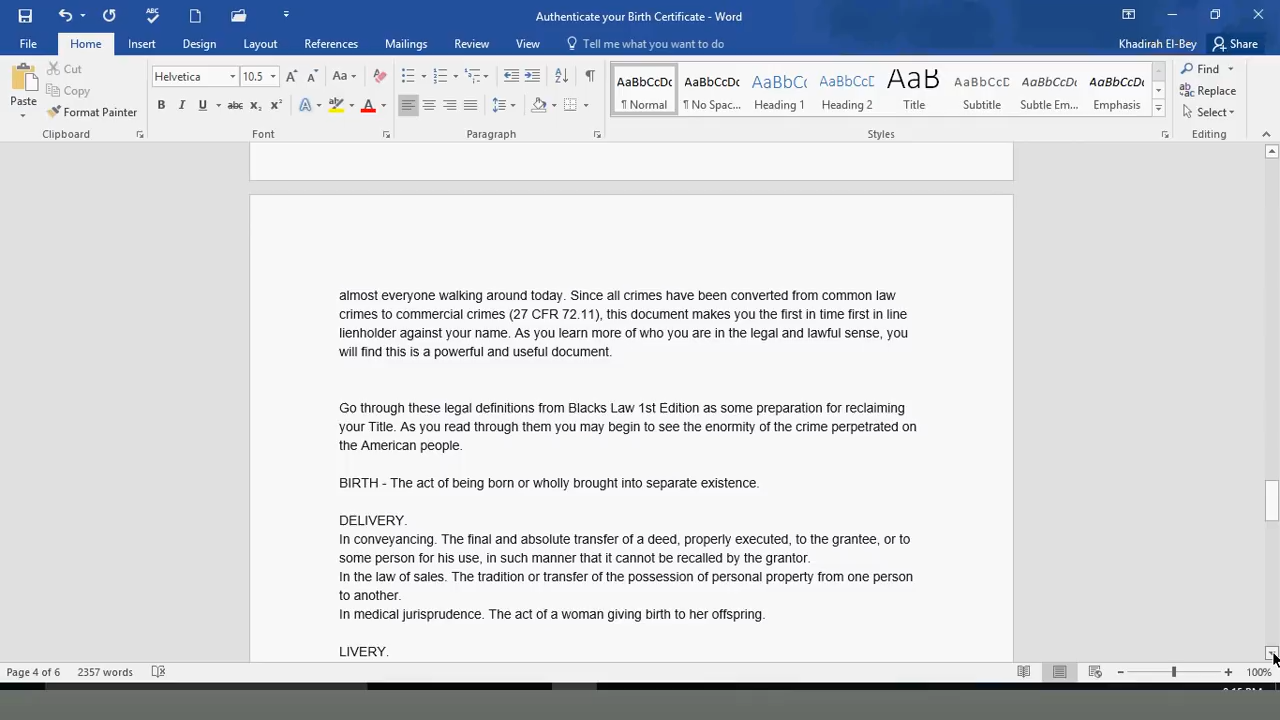 Authenticate your Birth Certificate - Word
File Home Insert Design Layout References Mailings Review View Tell me what you want to do Khadirah El-Bey Share
Paste
Cut
Copy
Format Painter
Helvetica 10.5
AaBbCcDc AaBbCcDc AaBbC AaBbCcC AaB AaBbCcD AaBbCcDc AaBbCcDc
¶ Normal ¶ No Spac... Heading 1 Heading 2 Title Subtitle Subtle Em... Emphasis
Find
Replace
Select
Clipboard Font Paragraph Styles Editing
almost everyone walking around today. Since all crimes have been converted from common law
crimes to commercial crimes (27 CFR 72.11), this document makes you the first in time first in line
lienholder against your name. As you learn more of who you are in the legal and lawful sense, you
will find this is a powerful and useful document.
Go through these legal definitions from Blacks Law 1st Edition as some preparation for reclaiming
your Title. As you read through them you may begin to see the enormity of the crime perpetrated on
the American people.
BIRTH - The act of being born or wholly brought into separate existence.
DELIVERY.
In conveyancing. The final and absolute transfer of a deed, properly executed, to the grantee, or to
some person for his use, in such manner that it cannot be recalled by the grantor.
In the law of sales. The tradition or transfer of the possession of personal property from one person
to another.
In medical jurisprudence. The act of a woman giving birth to her offspring.
LIVERY.
Page 4 of 6 2357 words 100%